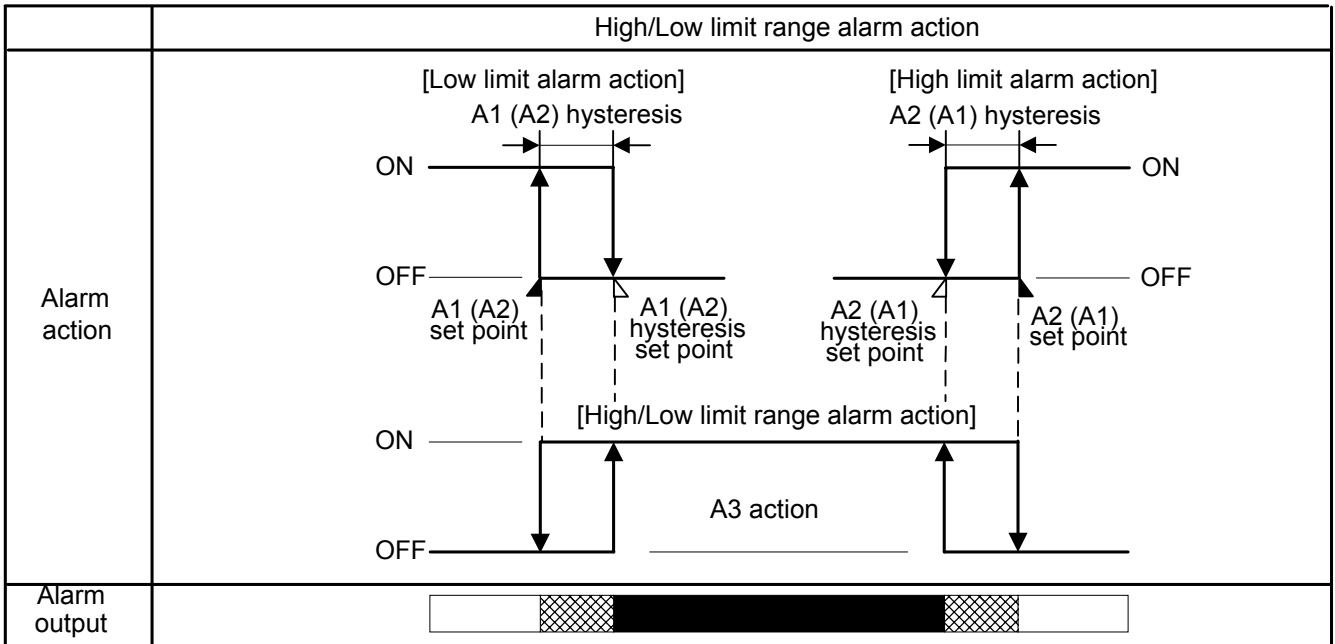 High/Low limit range alarm action
[Low limit alarm action]
[High limit alarm action]
A1 (A2) hysteresis
A2 (A1) hysteresis
ON
ON
OFF
OFF
Alarm
action
A1 (A2)
set point
A1 (A2)
hysteresis
set point
A2 (A1)
hysteresis
set point
A2 (A1)
set point
[High/Low limit range alarm action]
ON
A3 action
OFF
Alarm
output